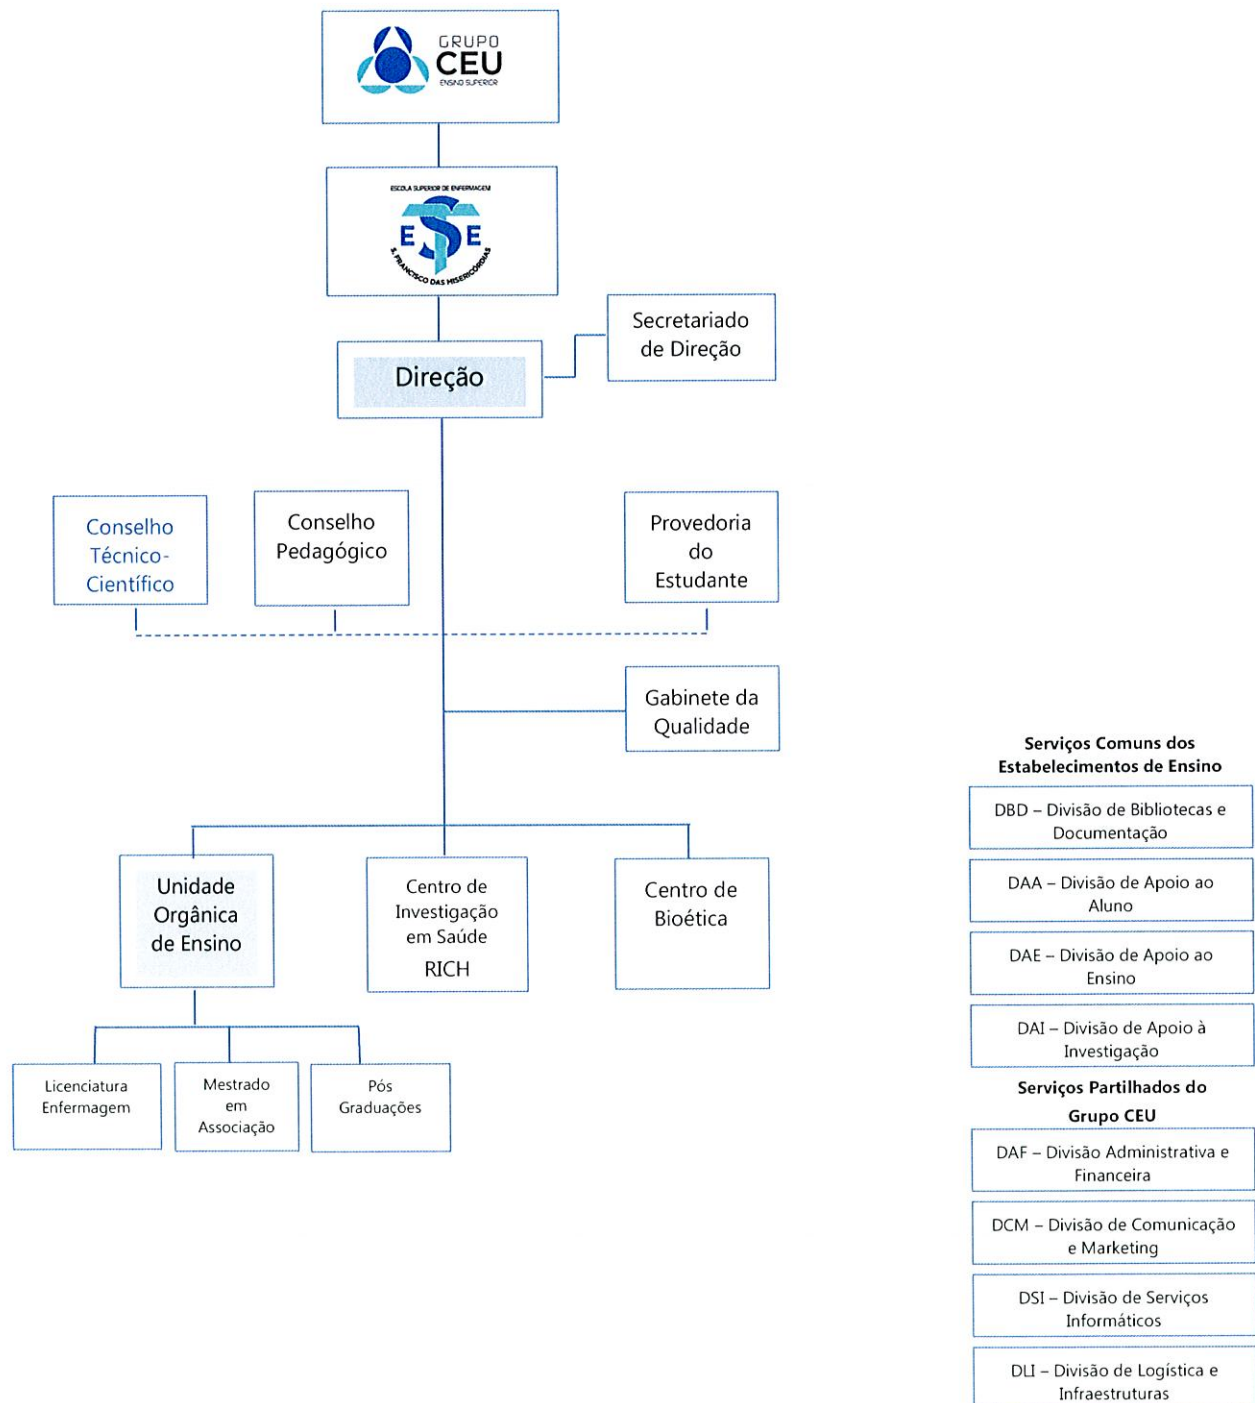 GRUPO
CEU
ENSINO SUPERIOR
ESCOLA SUPERIOR DE ENFERMAGEM
ESE
S. FRANCISCO DAS MISERICÓRDIAS
Secretariado
de Direção
Direção
Conselho
Técnico-
Científico
Conselho
Pedagógico
Provedoria
do
Estudante
Gabinete da
Qualidade
Unidade
Orgânica
de Ensino
Centro de
Investigação
em Saúde
RICH
Centro de
Bioética
Licenciatura
Enfermagem
Mestrado
em
Associação
Pós
Graduações
Serviços Comuns dos
Estabelecimentos de Ensino
DBD – Divisão de Bibliotecas e
Documentação
DAA – Divisão de Apoio ao
Aluno
DAE – Divisão de Apoio ao
Ensino
DAI – Divisão de Apoio à
Investigação
Serviços Partilhados do
Grupo CEU
DAF – Divisão Administrativa e
Financeira
DCM – Divisão de Comunicação
e Marketing
DSI – Divisão de Serviços
Informáticos
DLI – Divisão de Logística e
Infraestruturas